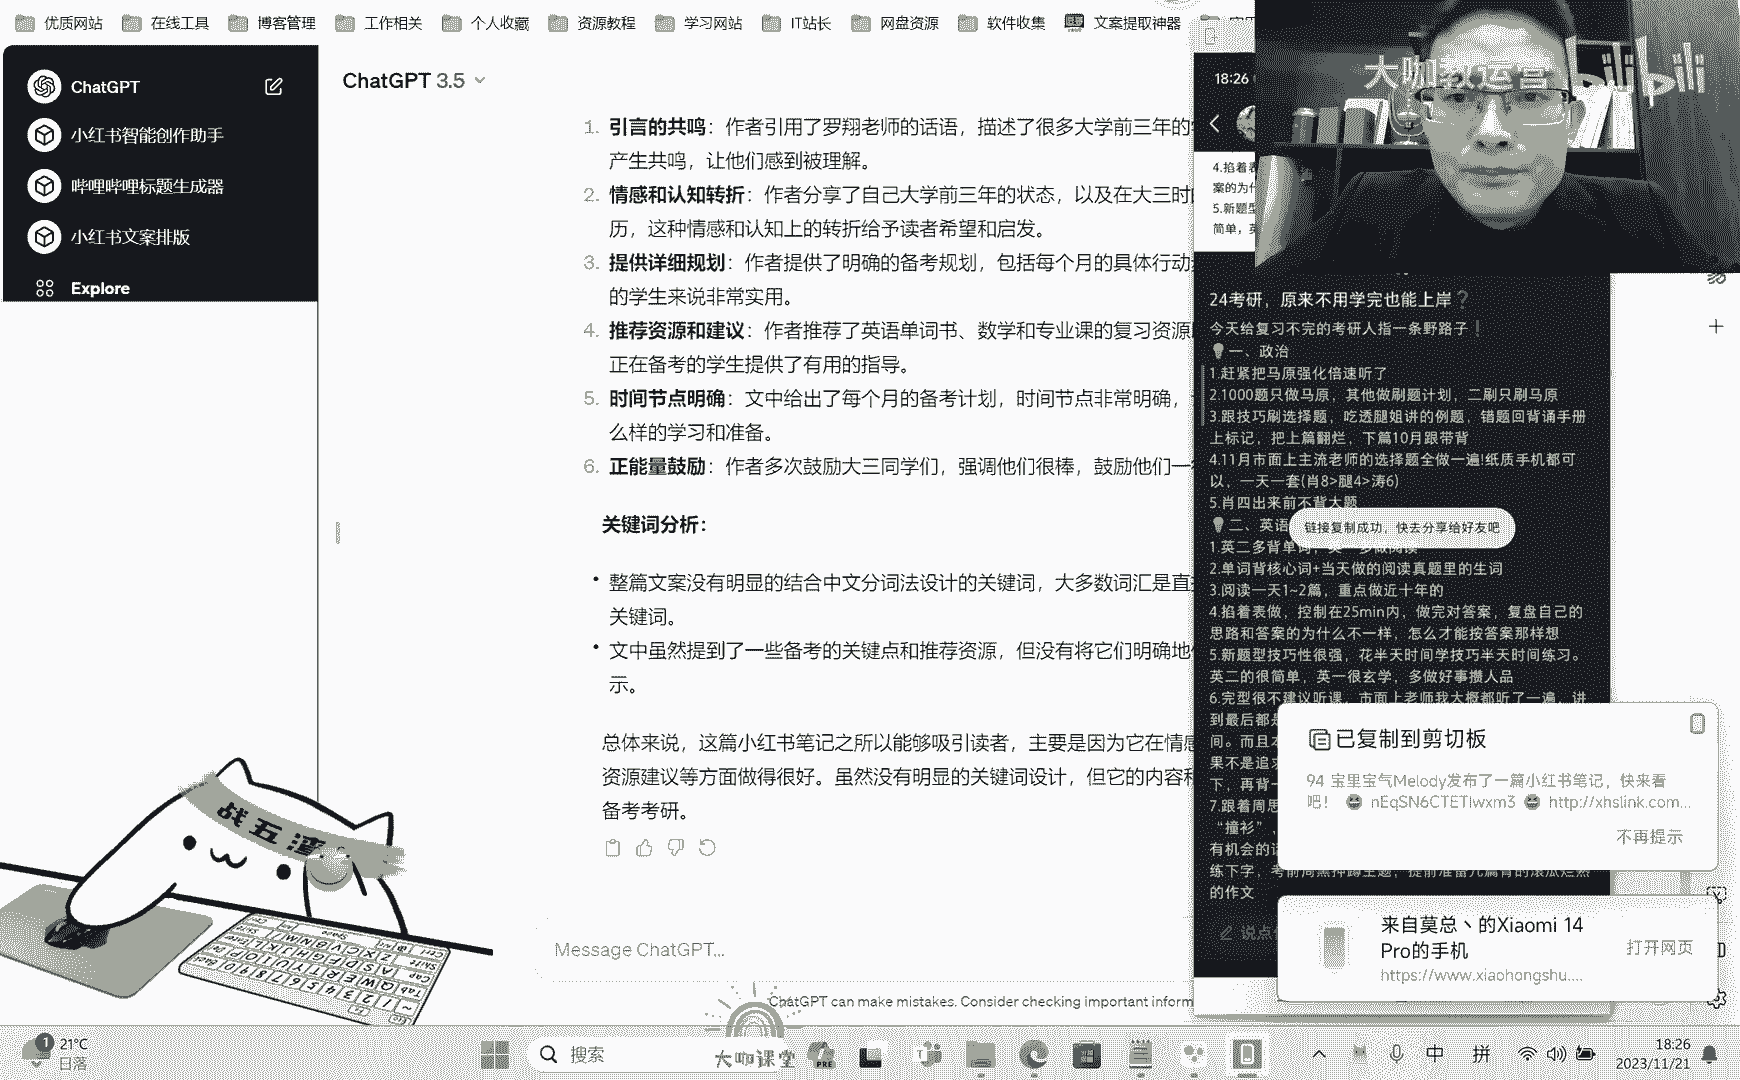 优质网站 在线工具 博客管理 工作相关 个人收藏 资源教程 学习网站 IT站长 网盘资源 软件收集 文案提取神器
ChatGPT
小红书智能创作助手
哔哩哔哩标题生成器
小红书文案排版
Explore
ChatGPT 3.5
1. 引言的共鸣：作者引用了罗翔老师的话语，描述了很多大学前三年的
产生共鸣，让他们感到被理解。
2. 情感和认知转折：作者分享了自己大学前三年的状态，以及在大三时
历，这种情感和认知上的转折给予读者希望和启发。
3. 提供详细规划：作者提供了明确的备考规划，包括每个月的具体行动
的学生来说非常实用。
4. 推荐资源和建议：作者推荐了英语单词书、数学和专业课的复习资源
正在备考的学生提供了有用的指导。
5. 时间节点明确：文中给出了每个月的备考计划，时间节点非常明确，
么样的学习和准备。
6. 正能量鼓励：作者多次鼓励大三同学们，强调他们很棒，鼓励他们一
关键词分析：
• 整篇文案没有明显的结合中文分词法设计的关键词，大多数词汇是直
关键词。
• 文中虽然提到了一些备考的关键点和推荐资源，但没有将它们明确地
示。
总体来说，这篇小红书笔记之所以能够吸引读者，主要是因为它在情感
资源建议等方面做得很好。虽然没有明显的关键词设计，但它的内容和
备考考研。
Message ChatGPT...
ChatGPT can make mistakes. Consider checking important inform
18:26
大咖教运营
bilibili
4.掐着表
案的为什
5.新题型
简单，英
24考研，原来不用学完也能上岸？
今天给复习不完的考研人指一条野路子！
一、政治
1.赶紧把马原强化倍速听了
2.1000题只做马原，其他做刷题计划，二刷只刷马原
3.跟技巧刷选择题，吃透腿姐讲的例题，错题回背诵手册
上标记，把上篇翻烂，下篇10月跟带背
4.11月市面上主流老师的选择题全做一遍!纸质手机都可
以，一天一套(肖8>腿4>涛6)
5.肖四出来前不背大题
二、英语
链接复制成功，快去分享给好友吧
1.英二多背单词，英一多做阅读
2.单词背核心词+当天做的阅读真题里的生词
3.阅读一天1~2篇，重点做近十年的
4.掐着表做，控制在25min内，做完对答案，复盘自己的
思路和答案的为什么不一样，怎么才能按答案那样想
5.新题型技巧性很强，花半天时间学技巧半天时间练习。
英二的很简单，英一很玄学，多做好事攒人品
6.完型很不建议听课，市面上老师我大概都听了一遍，讲
到最后都是
间。而且本
果不是追求
下，再背一
7.跟着周思
“撞衫”，
有机会的话
练下字，考前周黑押蹲主题，提前准备几篇背的滚瓜烂熟
的作文
说点什
已复制到剪切板
94 宝里宝气Melody发布了一篇小红书笔记，快来看
吧！ nEqSN6CTETlwxm3 http://xhslink.com...
不再提示
来自莫总丶的Xiaomi 14
Pro的手机
打开网页
https://www.xiaohongshu....
战五渣
1
21°C
日落
搜索
大咖课堂
PRE
中
拼
18:26
2023/11/21